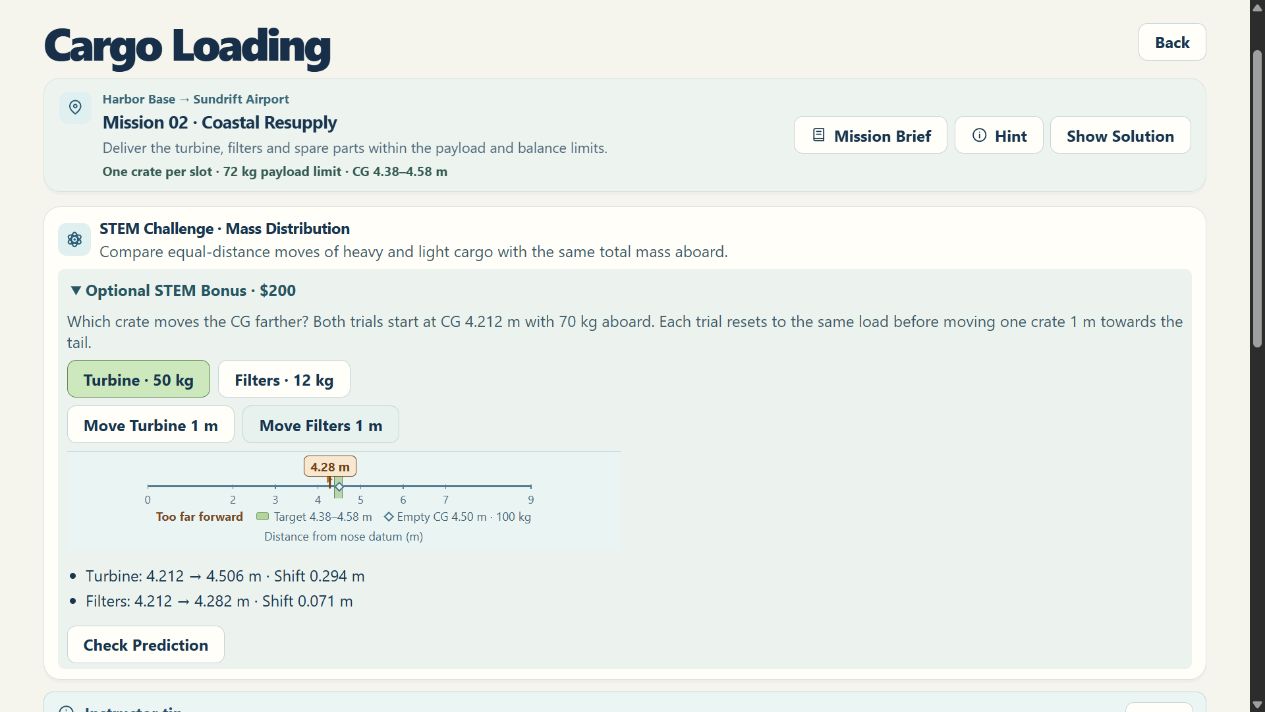 Cargo Loading
Back
Harbor Base → Sundrift Airport
Mission 02 · Coastal Resupply
Deliver the turbine, filters and spare parts within the payload and balance limits.
One crate per slot · 72 kg payload limit · CG 4.38–4.58 m
Mission Brief
Hint
Show Solution
STEM Challenge · Mass Distribution
Compare equal-distance moves of heavy and light cargo with the same total mass aboard.
▼ Optional STEM Bonus · $200
Which crate moves the CG farther? Both trials start at CG 4.212 m with 70 kg aboard. Each trial resets to the same load before moving one crate 1 m towards the
tail.
Turbine · 50 kg
Filters · 12 kg
Move Turbine 1 m
Move Filters 1 m
4.28 m
0 2 3 4 5 6 7 9
Too far forward Target 4.38–4.58 m Empty CG 4.50 m · 100 kg
Distance from nose datum (m)
• Turbine: 4.212 → 4.506 m · Shift 0.294 m
• Filters: 4.212 → 4.282 m · Shift 0.071 m
Check Prediction
Instructor tip